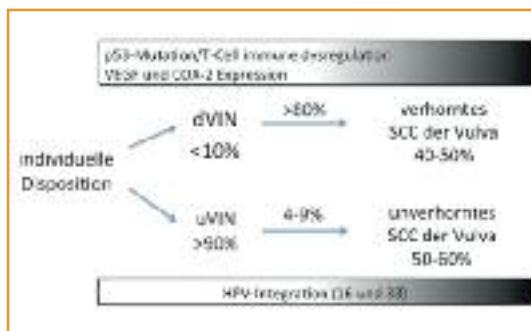 p53-Mutation/T-Cell immune desregulation
VEGF und COX-2 Expression
dVIN
<10%
>80%
verhorntes
SCC der Vulva
40-50%
individuelle
Disposition
uVIN
>90%
4-9%
unverhorntes
SCC der Vulva
50-60%
HPV-Integration (16 und 33)